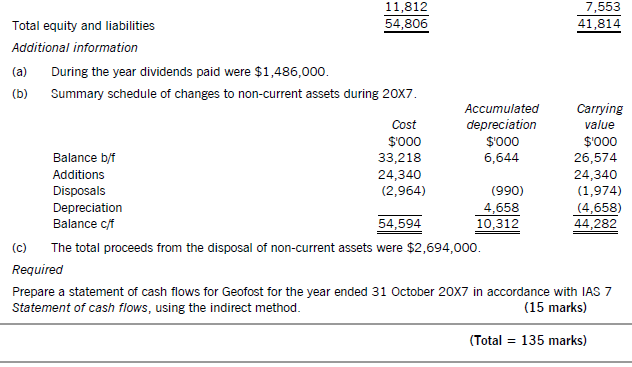 11,812 7,553
Total equity and liabilities 54,806 41,814
Additional information
(a) During the year dividends paid were $1,486,000.
(b) Summary schedule of changes to non-current assets during 20X7.
Accumulated Carrying
Cost depreciation value
$'000 $'000 $'000
Balance b/f 33,218 6,644 26,574
Additions 24,340 24,340
Disposals (2,964) (990) (1,974)
Depreciation 4,658 (4,658)
Balance c/f 54,594 10,312 44,282
(c) The total proceeds from the disposal of non-current assets were $2,694,000.
Required
Prepare a statement of cash flows for Geofost for the year ended 31 October 20X7 in accordance with IAS 7
Statement of cash flows, using the indirect method. (15 marks)
(Total = 135 marks)